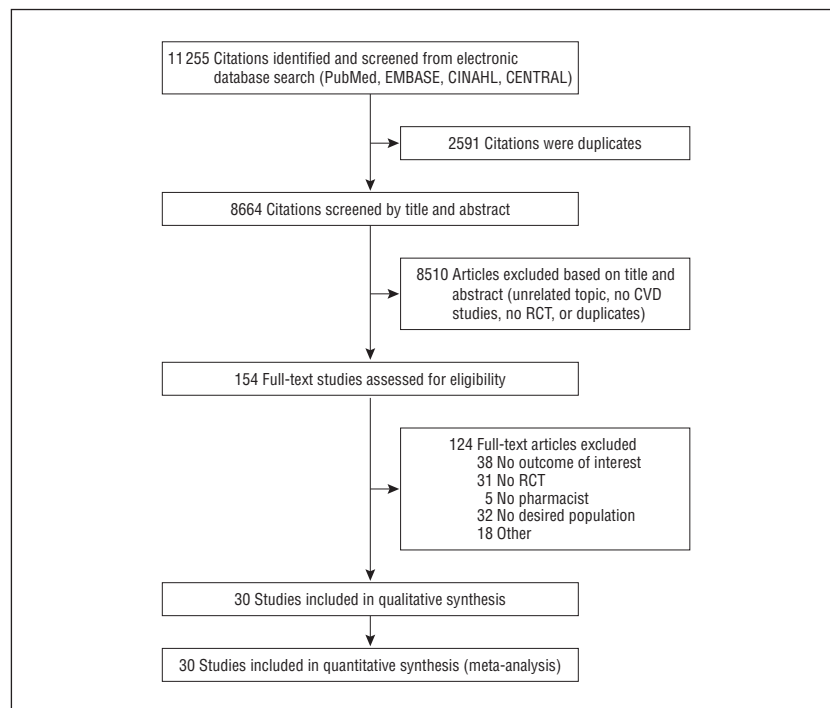 11 255 Citations identified and screened from electronic
database search (PubMed, EMBASE, CINAHL, CENTRAL)
2591 Citations were duplicates
8664 Citations screened by title and abstract
8510 Articles excluded based on title and
abstract (unrelated topic, no CVD
studies, no RCT, or duplicates)
154 Full-text studies assessed for eligibility
124 Full-text articles excluded
38 No outcome of interest
31 No RCT
5 No pharmacist
32 No desired population
18 Other
30 Studies included in qualitative synthesis
30 Studies included in quantitative synthesis (meta-analysis)